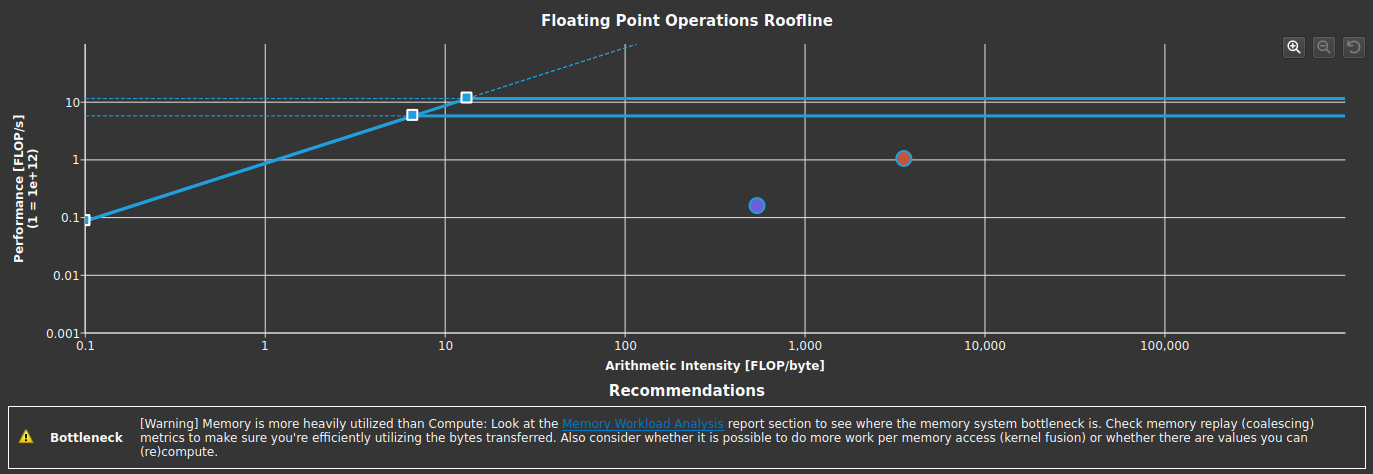 Floating Point Operations Roofline
Performance [FLOP/s]
(1 = 1e+12)
10
1
0.1
0.01
0.001
0.1
1
10
100
1,000
10,000
100,000
Arithmetic Intensity [FLOP/byte]
Recommendations
Bottleneck
[Warning] Memory is more heavily utilized than Compute: Look at the Memory Workload Analysis report section to see where the memory system bottleneck is. Check memory replay (coalescing)
metrics to make sure you're efficiently utilizing the bytes transferred. Also consider whether it is possible to do more work per memory access (kernel fusion) or whether there are values you can
(re)compute.